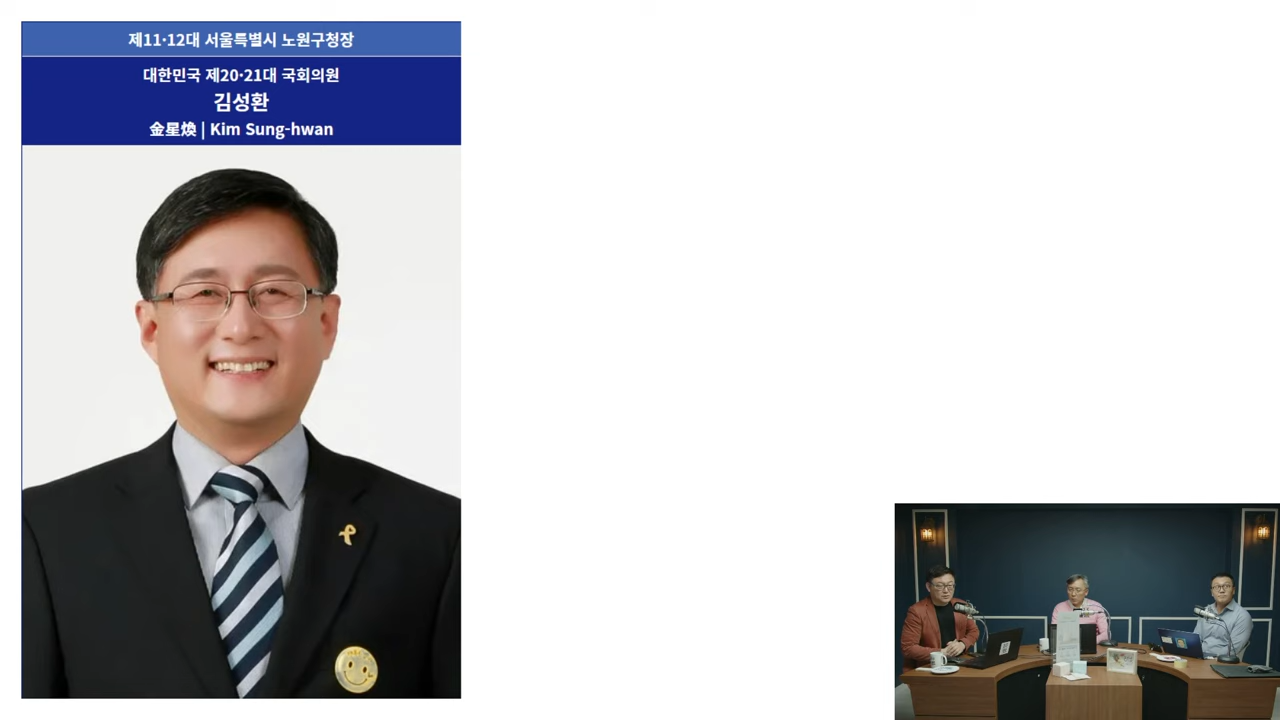 제11·12대 서울특별시 노원구청장
대한민국 제20·21대 국회의원
김성환
金星煥 | Kim Sung-hwan